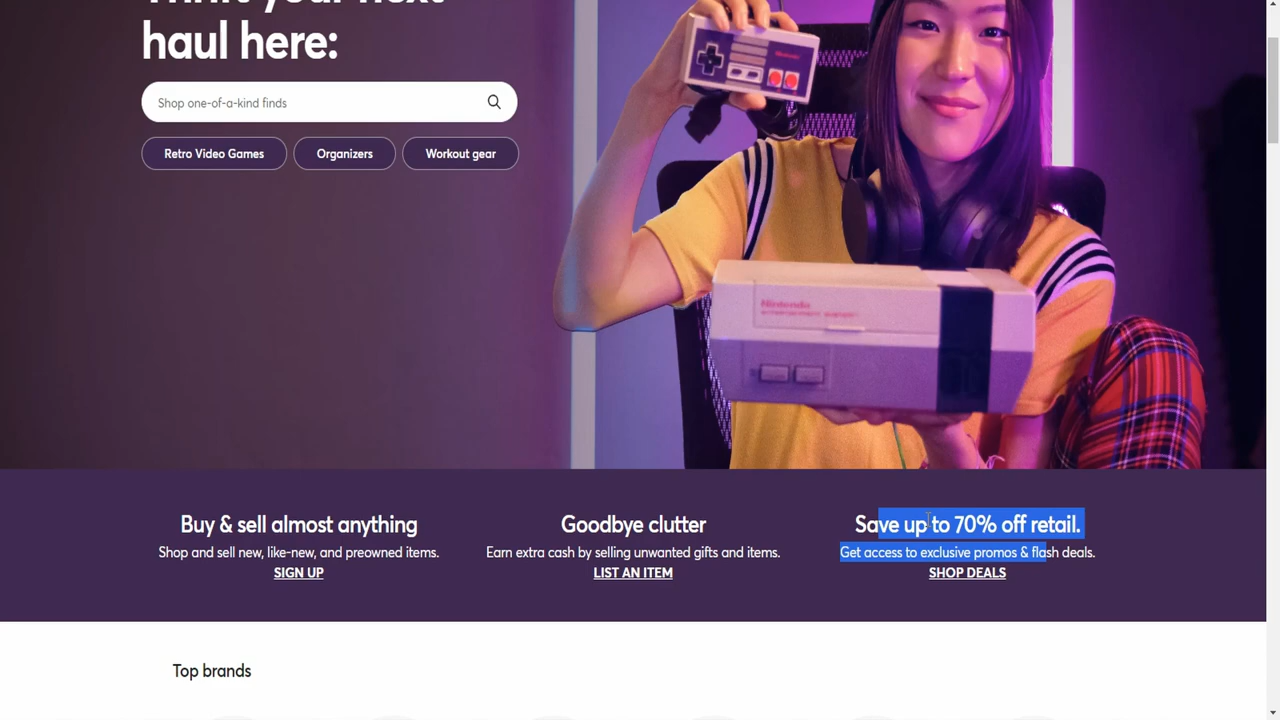 haul here:
Shop one-of-a-kind finds
Retro Video Games
Organizers
Workout gear
Nintendo
Buy & sell almost anything
Shop and sell new, like-new, and preowned items.
SIGN UP
Goodbye clutter
Earn extra cash by selling unwanted gifts and items.
LIST AN ITEM
Save up to 70% off retail.
Get access to exclusive promos & flash deals.
SHOP DEALS
Top brands